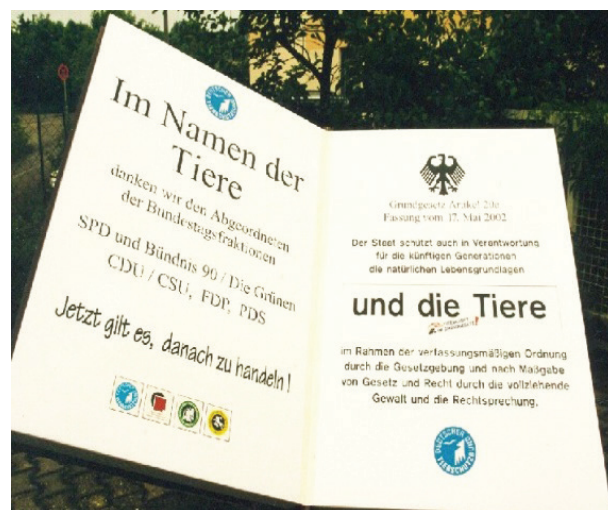 Im Namen der
Tiere
danken wir den Abgeordneten
der Bundestagsfraktionen
SPD und Bündnis 90 / Die Grünen
CDU / CSU, FDP, PDS
Jetzt gilt es, danach zu handeln!
Grundgesetz Artikel 20a
Fassung vom 17. Mai 2002
Der Staat schützt auch in Verantwortung
für die künftigen Generationen
die natürlichen Lebensgrundlagen
und die Tiere
im Rahmen der verfassungsmäßigen Ordnung
durch die Gesetzgebung und nach Maßgabe
von Gesetz und Recht durch die vollziehende
Gewalt und die Rechtsprechung.
DEUTSCHER
TIERSCHUTZBUND